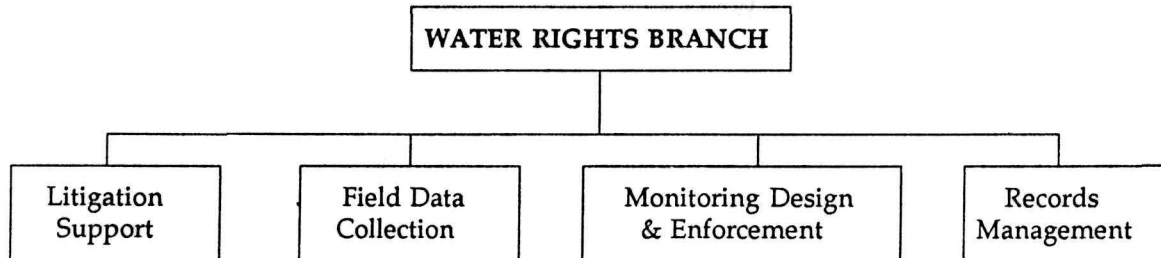 WATER RIGHTS BRANCH
Litigation
Support
Field Data
Collection
Monitoring Design
& Enforcement
Records
Management